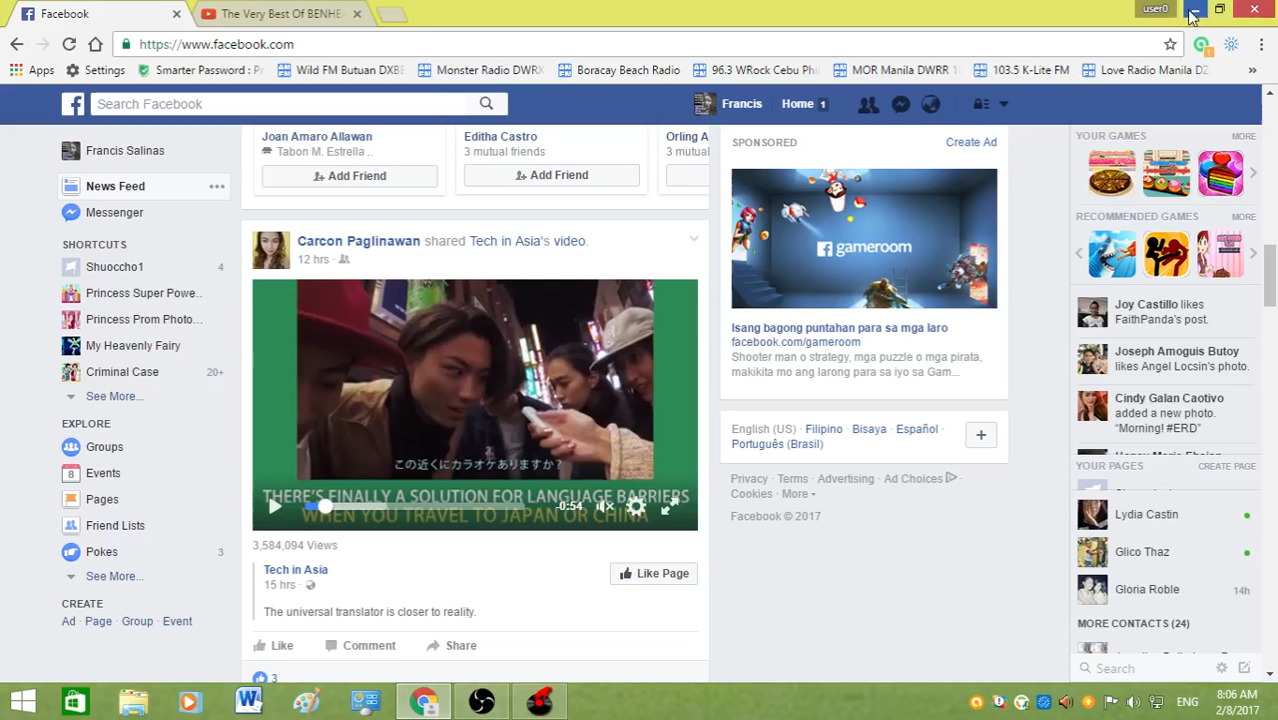 Facebook
The Very Best Of BENHE
user0
https://www.facebook.com
Apps
Settings
Smarter Password : P
Wild FM Butuan DXB
Monster Radio DWRX
Boracay Beach Radio
96.3 WRock Cebu Phi
MOR Manila DWRR 10
103.5 K-Lite FM
Love Radio Manila DZ
Search Facebook
Francis
Home 1
Francis Salinas
News Feed
Messenger
SHORTCUTS
Shuoccho1 4
Princess Super Powe..
Princess Prom Photo...
My Heavenly Fairy
Criminal Case 20+
See More...
EXPLORE
Groups
8 Events
Pages
Friend Lists
Pokes 3
See More...
CREATE
Ad · Page · Group · Event
Joan Amaro Allawan
Tabon M. Estrella ..
Add Friend
Editha Castro
3 mutual friends
Add Friend
Orling A
3 mut
Carcon Paglinawan shared Tech in Asia's video.
12 hrs ·
この近くにカラオケありますか?
THERE'S FINALLY A SOLUTION FOR LANGUAGE BARRIERS
WHEN YOU TRAVEL TO JAPAN OR CHINA
-0:54
3,584,094 Views
Tech in Asia
15 hrs ·
Like Page
The universal translator is closer to reality.
Like Comment Share
3
SPONSORED Create Ad
gameroom
Isang bagong puntahan para sa mga laro
facebook.com/gameroom
Shooter man o strategy, mga puzzle o mga pirata,
makikita mo ang larong para sa iyo sa Gam...
English (US) · Filipino · Bisaya · Español ·
Português (Brasil)
Privacy · Terms · Advertising · Ad Choices ·
Cookies · More
Facebook © 2017
YOUR GAMES MORE
RECOMMENDED GAMES MORE
Joy Castillo likes
FaithPanda's post.
Joseph Amoguis Butoy
likes Angel Locsin's photo.
Cindy Galan Caotivo
added a new photo.
"Morning! #ERD"
YOUR PAGES CREATE PAGE
Lydia Castin
Glico Thaz
Gloria Roble 14h
MORE CONTACTS (24)
Search
ENG
8:06 AM
2/8/2017